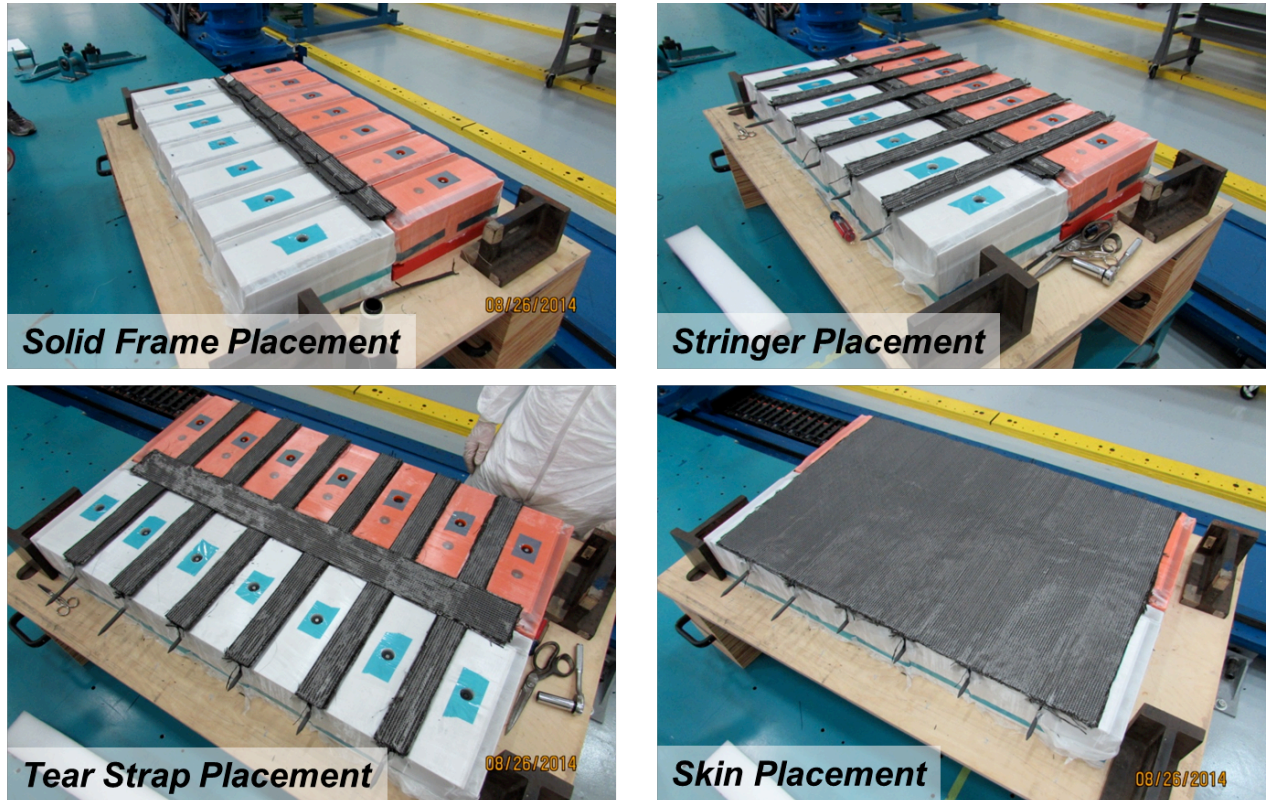 08/26/2014
Solid Frame Placement
Stringer Placement
08/26/2014
Tear Strap Placement
08/26/2014
Skin Placement